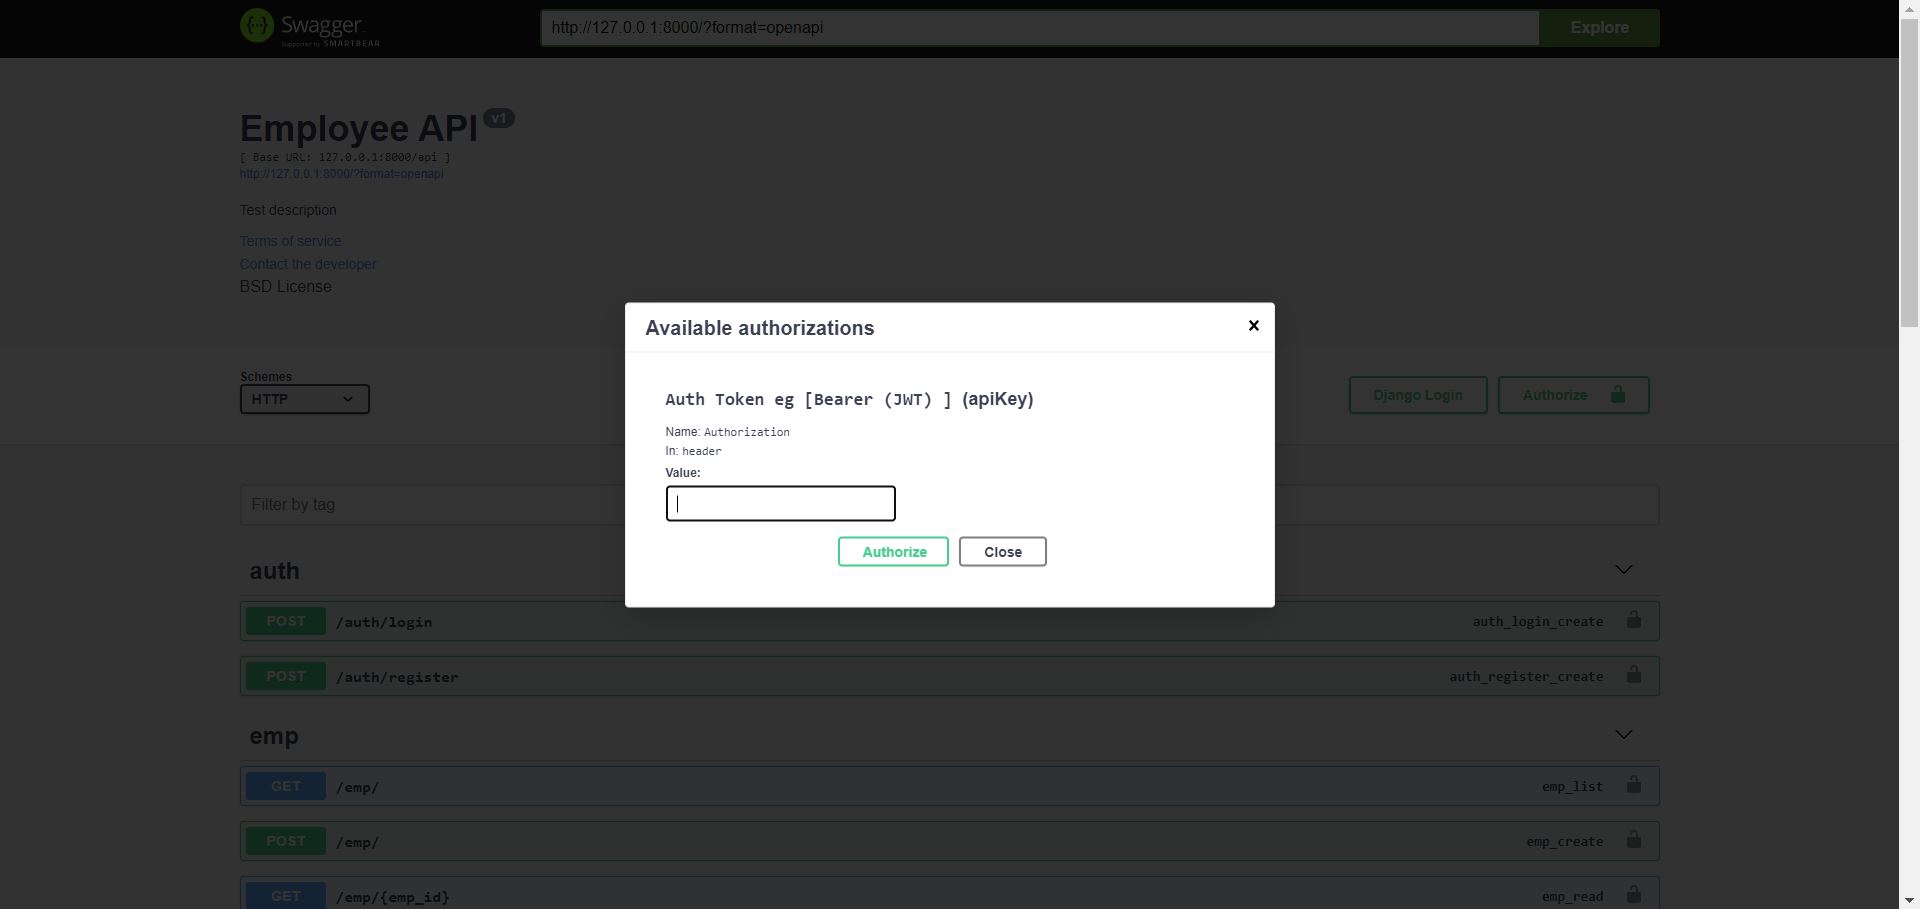 Swagger
Supported by SMARTBEAR
http://127.0.0.1:8000/?format=openapi
Explore
Employee API v1
[ Base URL: 127.0.0.1:8000/api ]
http://127.0.0.1:8000/?format=openapi
Test description
Terms of service
Contact the developer
BSD License
Available authorizations
Auth Token eg [Bearer (JWT) ] (apiKey)
Name: Authorization
In: header
Value:
Authorize Close
Schemes
HTTP
Django Login Authorize
Filter by tag
auth
POST /auth/login auth_login_create
POST /auth/register auth_register_create
emp
GET /emp/ emp_list
POST /emp/ emp_create
GET /emp/{emp_id} emp_read